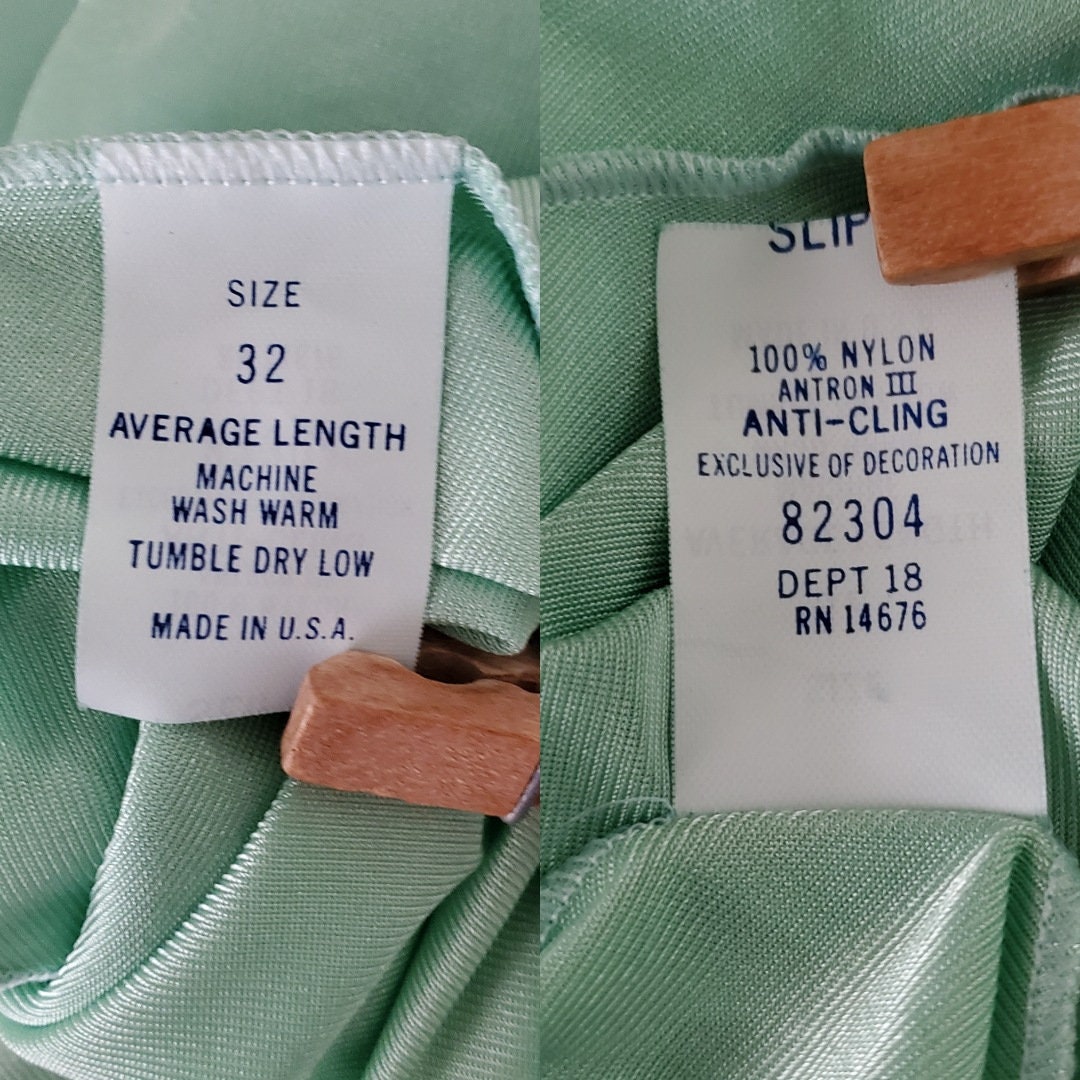 SIZE
32
AVERAGE LENGTH
MACHINE
WASH WARM
TUMBLE DRY LOW
MADE IN U.S.A.
SLIP
100% NYLON
ANTRON III
ANTI-CLING
EXCLUSIVE OF DECORATION
82304
DEPT 18
RN 14676